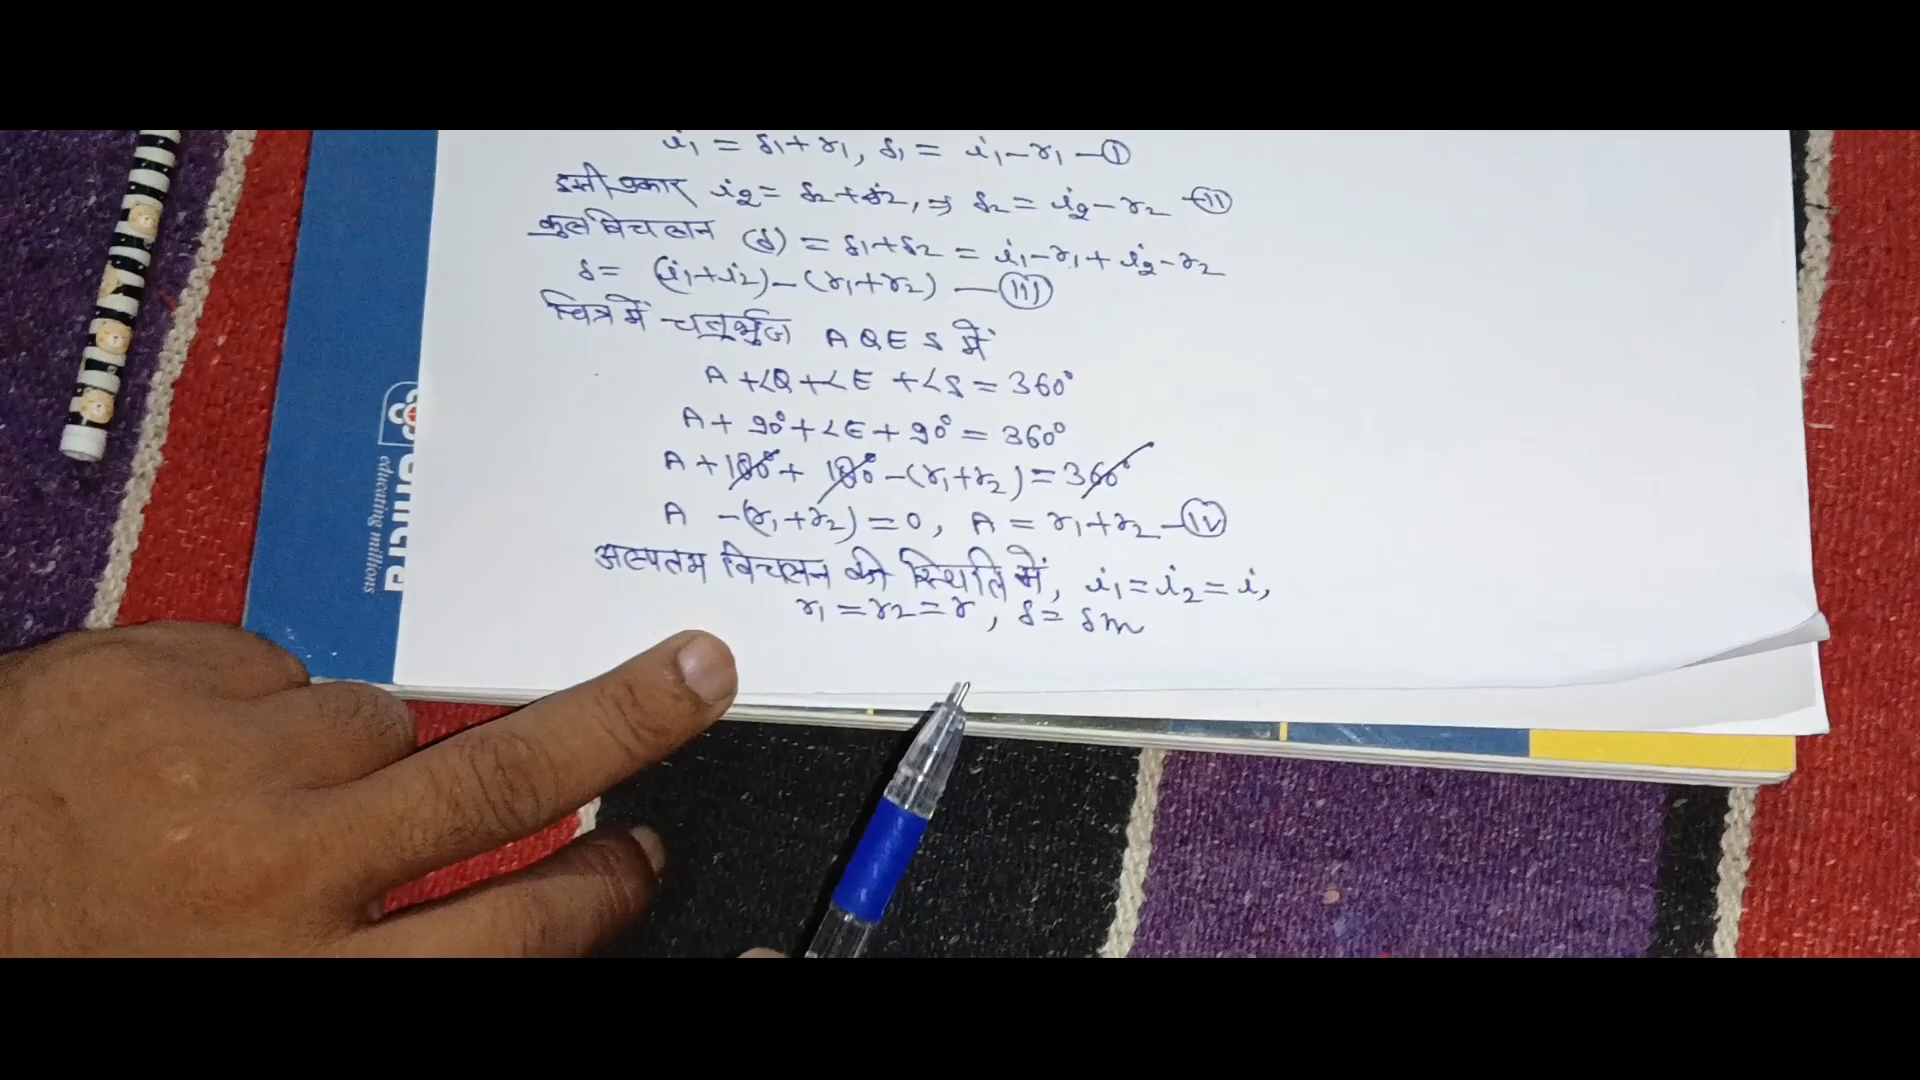 i₁ = δ₁+r₁, δ₁ = i₁-r₁ -(I)
इसी प्रकार i₂ = δ₂+r₂, ⇒ δ₂ = i₂-r₂ -(II)
कुल विचलन (δ) = δ₁+δ₂ = i₁-r₁+i₂-r₂
δ= (i₁+i₂)-(r₁+r₂) -(III)
चित्र में चतुर्भुज AQES में
A+∠Q+∠E+∠S=360°
A+90°+∠E+90°=360°
A+180°+180°-(r₁+r₂)=360°
A -(r₁+r₂)=0, A=r₁+r₂ -(IV)
अल्पतम विचलन की स्थिति में, i₁=i₂=i,
r₁=r₂=r, δ=δm
educating millions